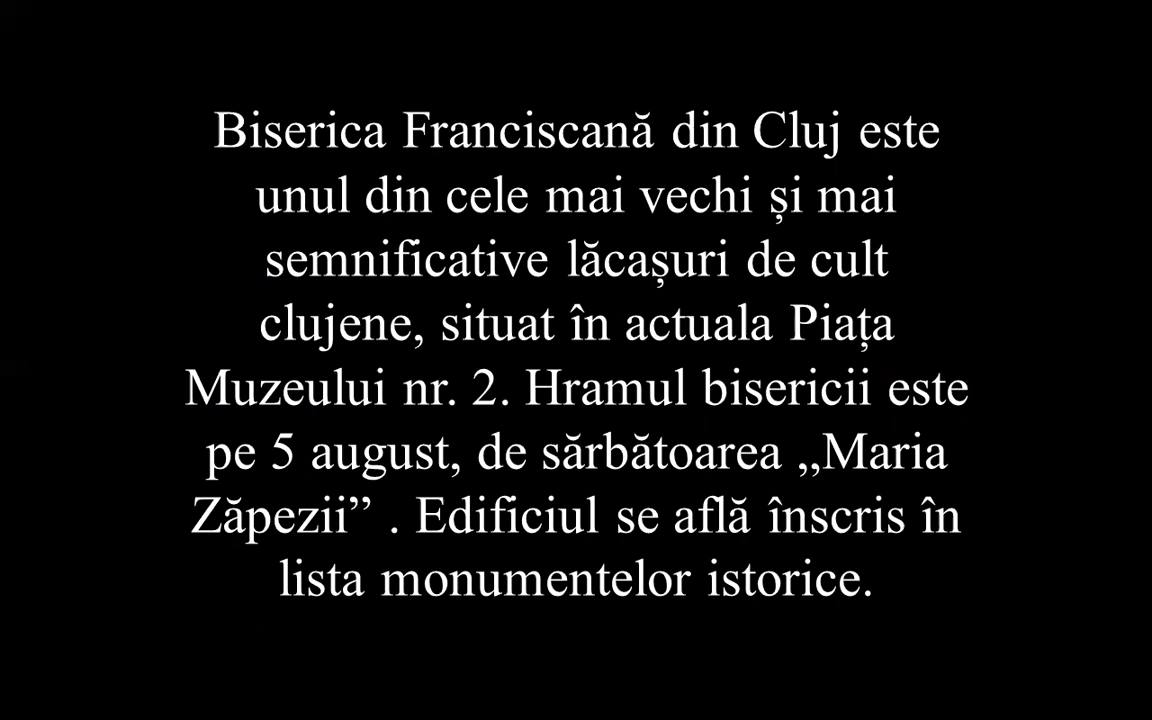 Biserica Franciscană din Cluj este
unul din cele mai vechi și mai
semnificative lăcașuri de cult
clujene, situat în actuala Piața
Muzeului nr. 2. Hramul bisericii este
pe 5 august, de sărbătoarea „Maria
Zăpezii” . Edificiul se află înscris în
lista monumentelor istorice.